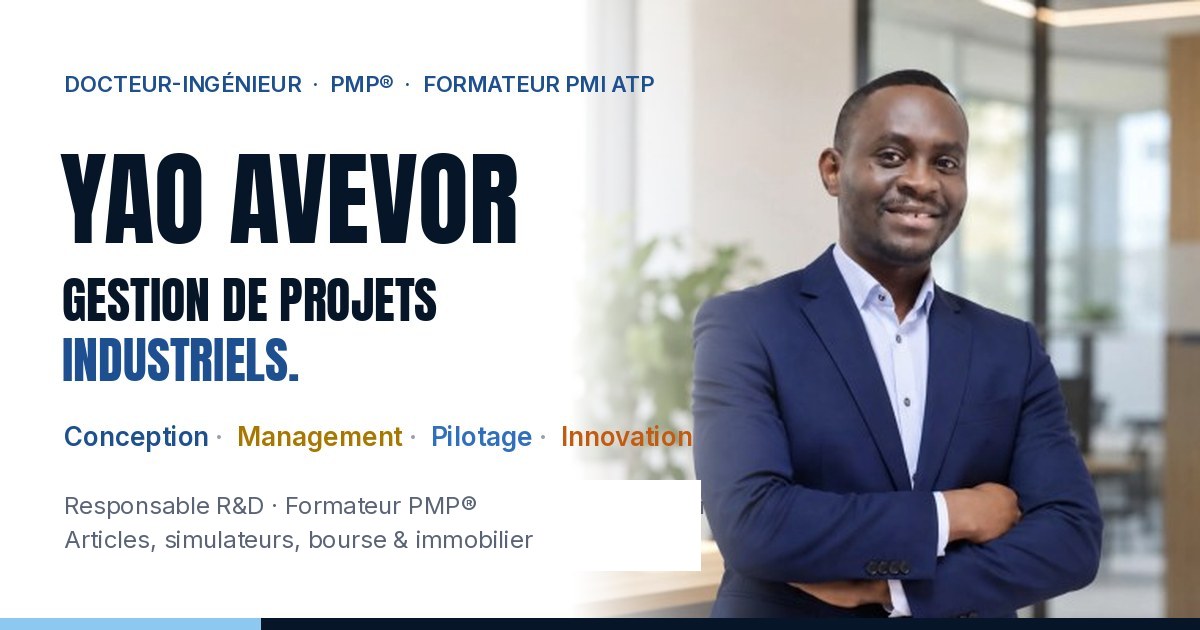 DOCTEUR-INGÉNIEUR · PMP® · FORMATEUR PMI ATP
YAO AVEVOR
GESTION DE PROJETS
INDUSTRIELS.
Conception · Management · Pilotage · Innovation
Responsable R&D · Formateur PMP®
Articles, simulateurs, bourse & immobilier